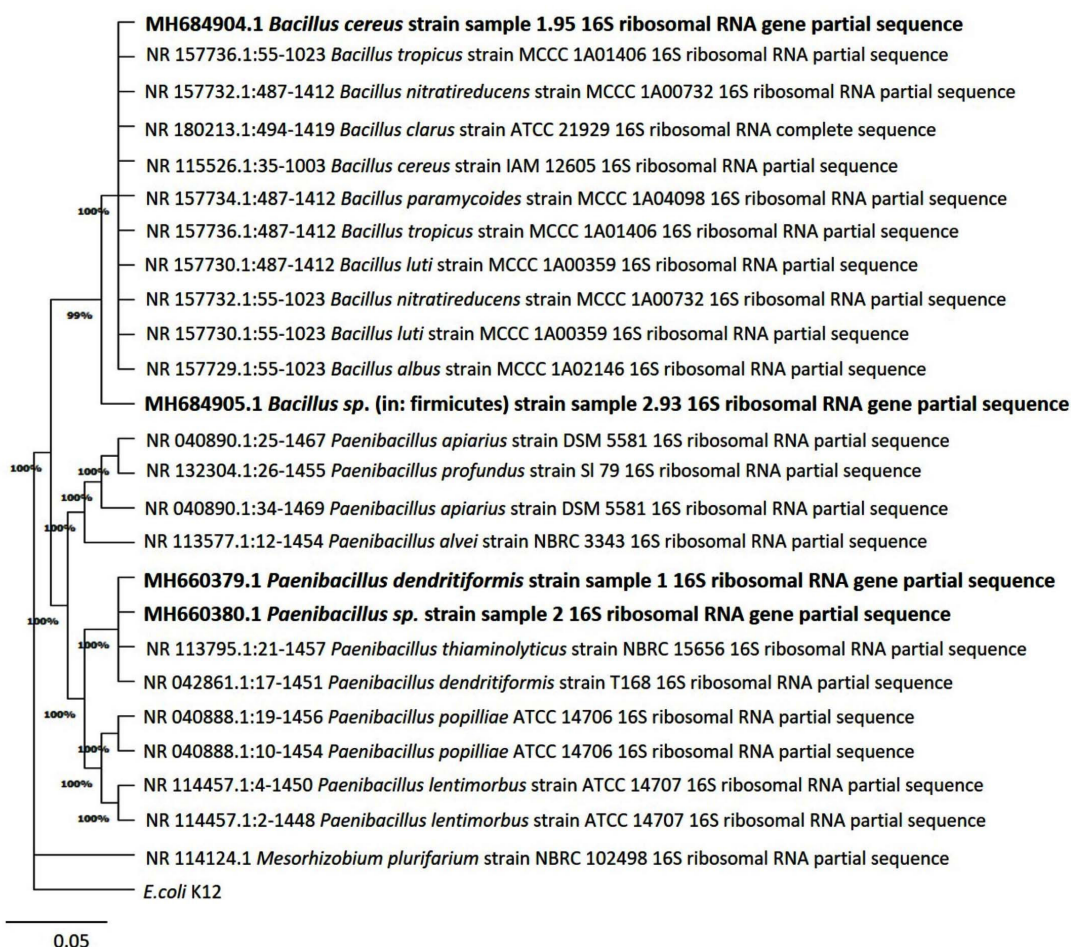 MH684904.1 Bacillus cereus strain sample 1.95 16S ribosomal RNA gene partial sequence
NR 157736.1:55-1023 Bacillus tropicus strain MCCC 1A01406 16S ribosomal RNA partial sequence
NR 157732.1:487-1412 Bacillus nitratireducens strain MCCC 1A00732 16S ribosomal RNA partial sequence
NR 180213.1:494-1419 Bacillus clarus strain ATCC 21929 16S ribosomal RNA complete sequence
NR 115526.1:35-1003 Bacillus cereus strain IAM 12605 16S ribosomal RNA partial sequence
NR 157734.1:487-1412 Bacillus paramycoides strain MCCC 1A04098 16S ribosomal RNA partial sequence
100%
NR 157736.1:487-1412 Bacillus tropicus strain MCCC 1A01406 16S ribosomal RNA partial sequence
NR 157730.1:487-1412 Bacillus luti strain MCCC 1A00359 16S ribosomal RNA partial sequence
NR 157732.1:55-1023 Bacillus nitratireducens strain MCCC 1A00732 16S ribosomal RNA partial sequence
99%
NR 157730.1:55-1023 Bacillus luti strain MCCC 1A00359 16S ribosomal RNA partial sequence
NR 157729.1:55-1023 Bacillus albus strain MCCC 1A02146 16S ribosomal RNA partial sequence
MH684905.1 Bacillus sp. (in: firmicutes) strain sample 2.93 16S ribosomal RNA gene partial sequence
NR 040890.1:25-1467 Paenibacillus apiarius strain DSM 5581 16S ribosomal RNA partial sequence
100%
100%
NR 132304.1:26-1455 Paenibacillus profundus strain Sl 79 16S ribosomal RNA partial sequence
100%
NR 040890.1:34-1469 Paenibacillus apiarius strain DSM 5581 16S ribosomal RNA partial sequence
100%
NR 113577.1:12-1454 Paenibacillus alvei strain NBRC 3343 16S ribosomal RNA partial sequence
MH660379.1 Paenibacillus dendritiformis strain sample 1 16S ribosomal RNA gene partial sequence
MH660380.1 Paenibacillus sp. strain sample 2 16S ribosomal RNA gene partial sequence
100%
100%
NR 113795.1:21-1457 Paenibacillus thiaminolyticus strain NBRC 15656 16S ribosomal RNA partial sequence
NR 042861.1:17-1451 Paenibacillus dendritiformis strain T168 16S ribosomal RNA partial sequence
100%
NR 040888.1:19-1456 Paenibacillus popilliae ATCC 14706 16S ribosomal RNA partial sequence
100%
NR 040888.1:10-1454 Paenibacillus popilliae ATCC 14706 16S ribosomal RNA partial sequence
100%
NR 114457.1:4-1450 Paenibacillus lentimorbus strain ATCC 14707 16S ribosomal RNA partial sequence
100%
NR 114457.1:2-1448 Paenibacillus lentimorbus strain ATCC 14707 16S ribosomal RNA partial sequence
NR 114124.1 Mesorhizobium plurifarium strain NBRC 102498 16S ribosomal RNA partial sequence
E.coli K12
0.05